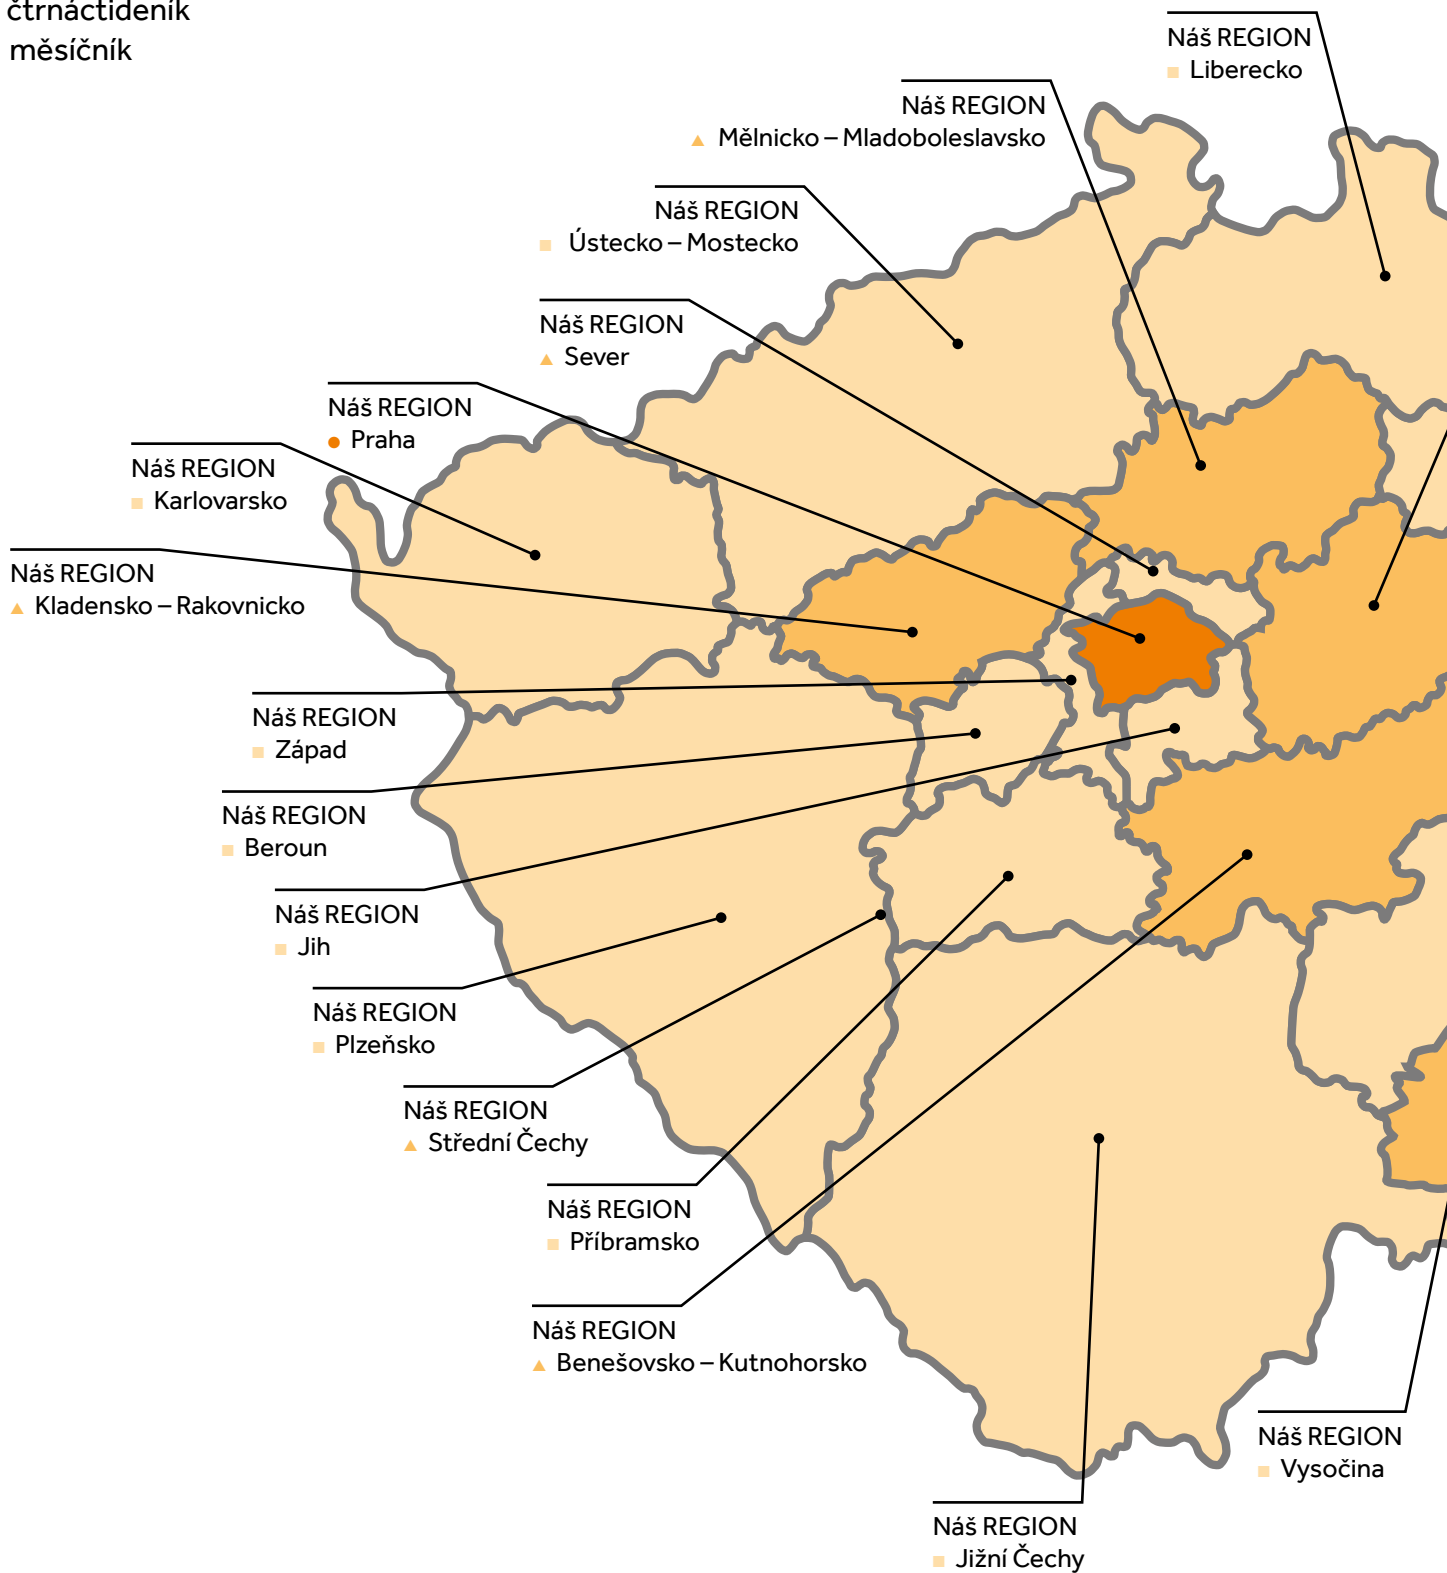 čtrnáctideník
měsíčník
Náš REGION
Liberecko
Náš REGION
Mělnicko – Mladoboleslavsko
Náš REGION
Ústecko – Mostecko
Náš REGION
Sever
Náš REGION
Praha
Náš REGION
Karlovarsko
Náš REGION
Kladensko – Rakovnicko
Náš REGION
Západ
Náš REGION
Beroun
Náš REGION
Jih
Náš REGION
Plzeňsko
Náš REGION
Střední Čechy
Náš REGION
Příbramsko
Náš REGION
Benešovsko – Kutnohorsko
Náš REGION
Vysočina
Náš REGION
Jižní Čechy